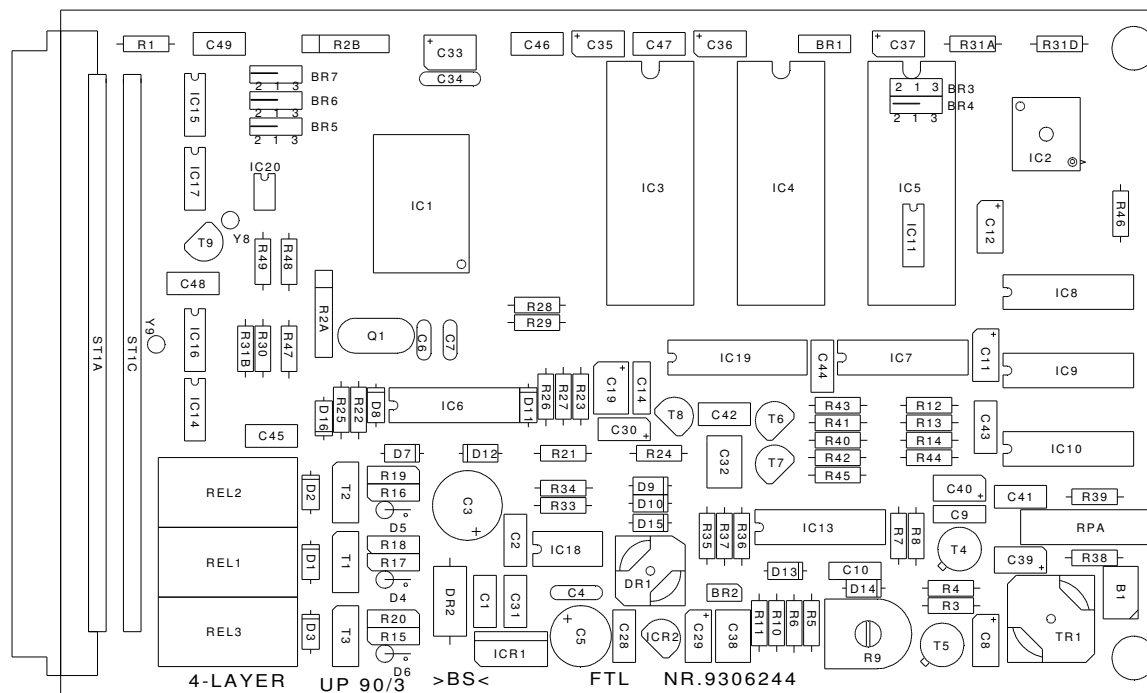 R1
C49
R2B
C33
C34
C46
C35
C47
C36
BR1
C37
R31A
R31D
IC15
BR7
2 1 3
BR6
2 1 3
BR5
2 1 3
2 1 3
BR3
BR4
2 1 3
IC17
IC20
IC1
IC3
IC4
IC5
IC2
IC11
C12
R46
T9
Y8
R49
R48
C48
R2A
R28
R29
IC8
ST1A
ST1C
Y9
IC16
R31B
R30
R47
Q1
C6
C7
IC19
C44
IC7
C11
IC9
IC14
D16
R25
R22
D8
IC6
D11
R26
R27
R23
C19
C14
C30
T8
C42
T6
R43
R41
R40
R42
R45
R12
R13
R14
R44
C43
IC10
C45
D7
D12
R21
R24
C32
T7
REL2
D2
T2
R19
R16
D5
C3
R34
R33
D9
D10
D15
C40
C9
C41
R39
REL1
D1
T1
R18
R17
D4
C2
IC18
R35
R37
R36
IC13
R7
R8
T4
RPA
C39
R38
DR2
C1
C31
C4
DR1
BR2
D13
C10
D14
R4
R3
B1
REL3
D3
T3
R20
R15
D6
ICR1
C5
C28
ICR2
C29
C38
R11
R10
R6
R5
R9
T5
C8
TR1
4-LAYER
UP 90/3
>BS<
FTL
NR.9306244